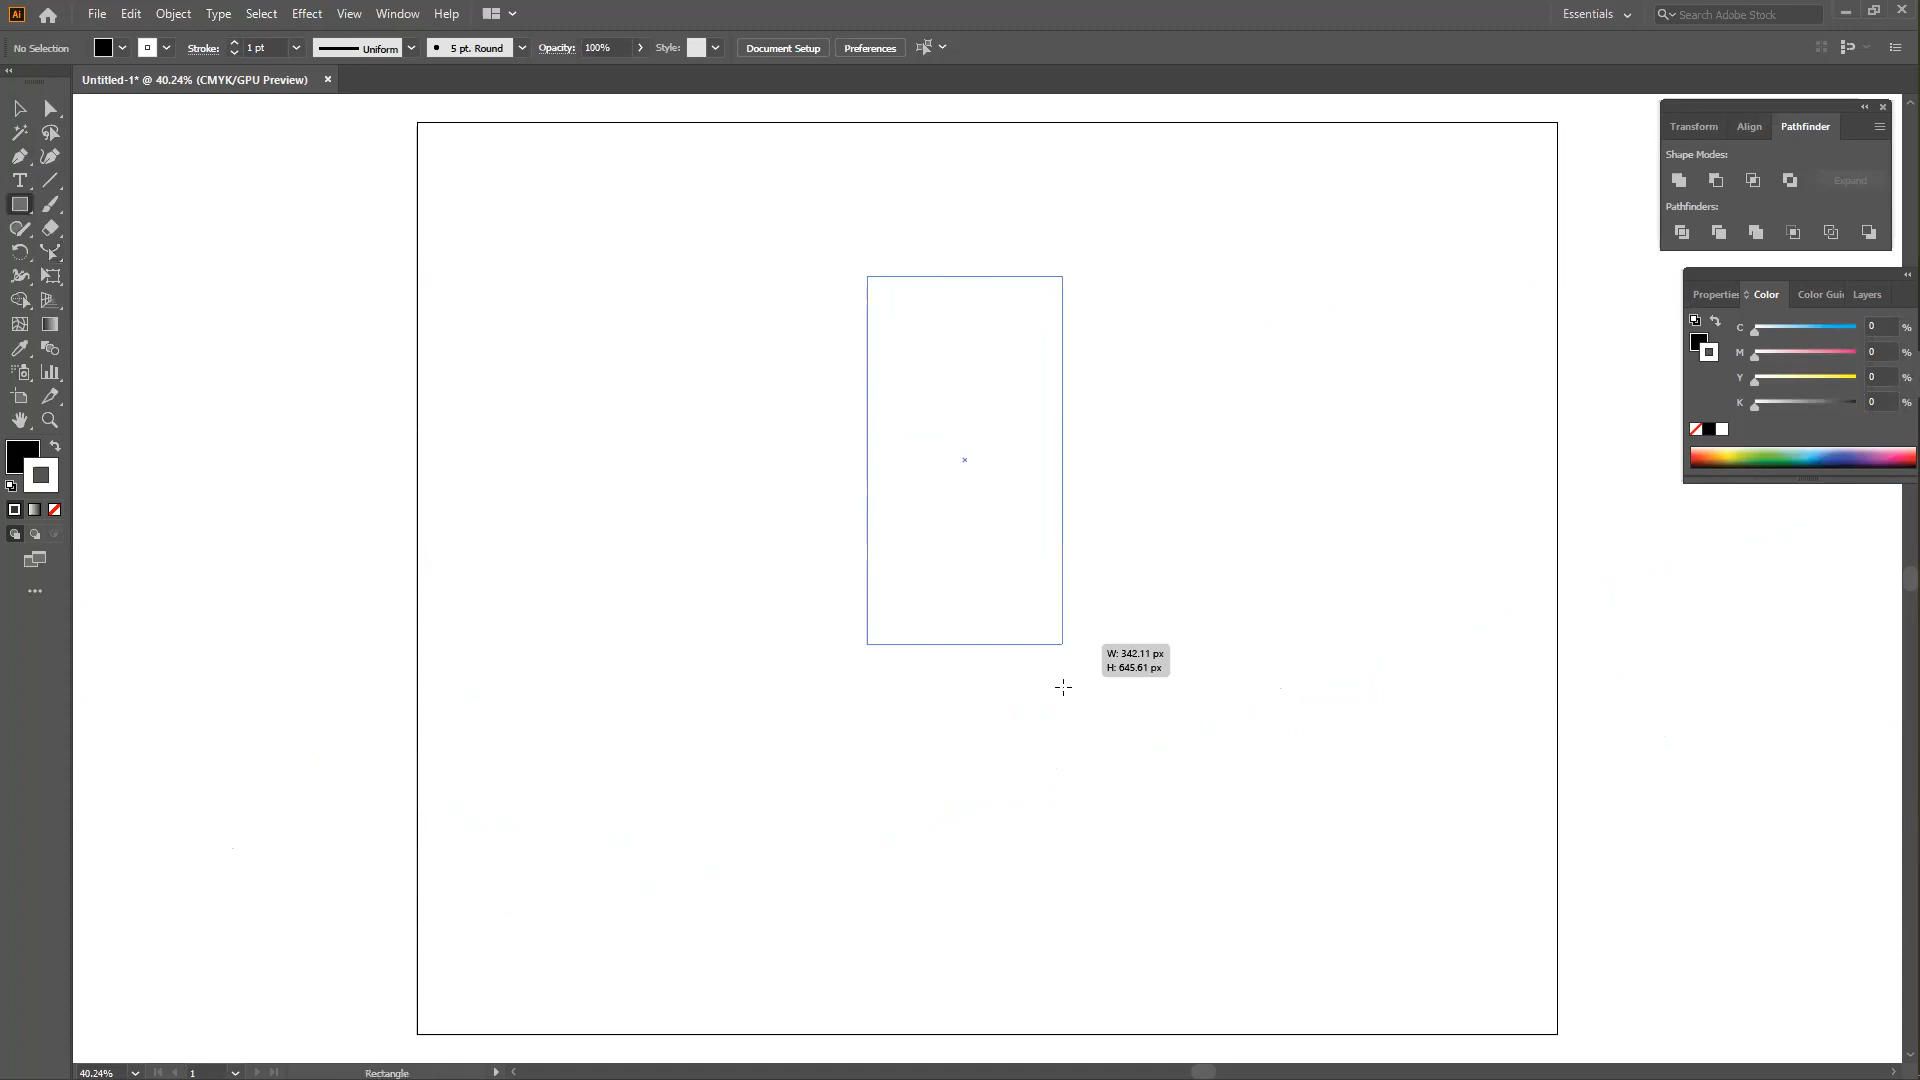 Ai
File Edit Object Type Select Effect View Window Help
Essentials
Search Adobe Stock
No Selection
Stroke: 1 pt
Uniform
5 pt. Round
Opacity: 100%
Style:
Document Setup
Preferences
Untitled-1* @ 40.24% (CMYK/GPU Preview)
Transform Align Pathfinder
Shape Modes:
Expand
Pathfinders:
Properties Color Color Gui Layers
C 0 %
M 0 %
Y 0 %
K 0 %
W: 342.11 px
H: 645.61 px
40.24% 1 Rectangle